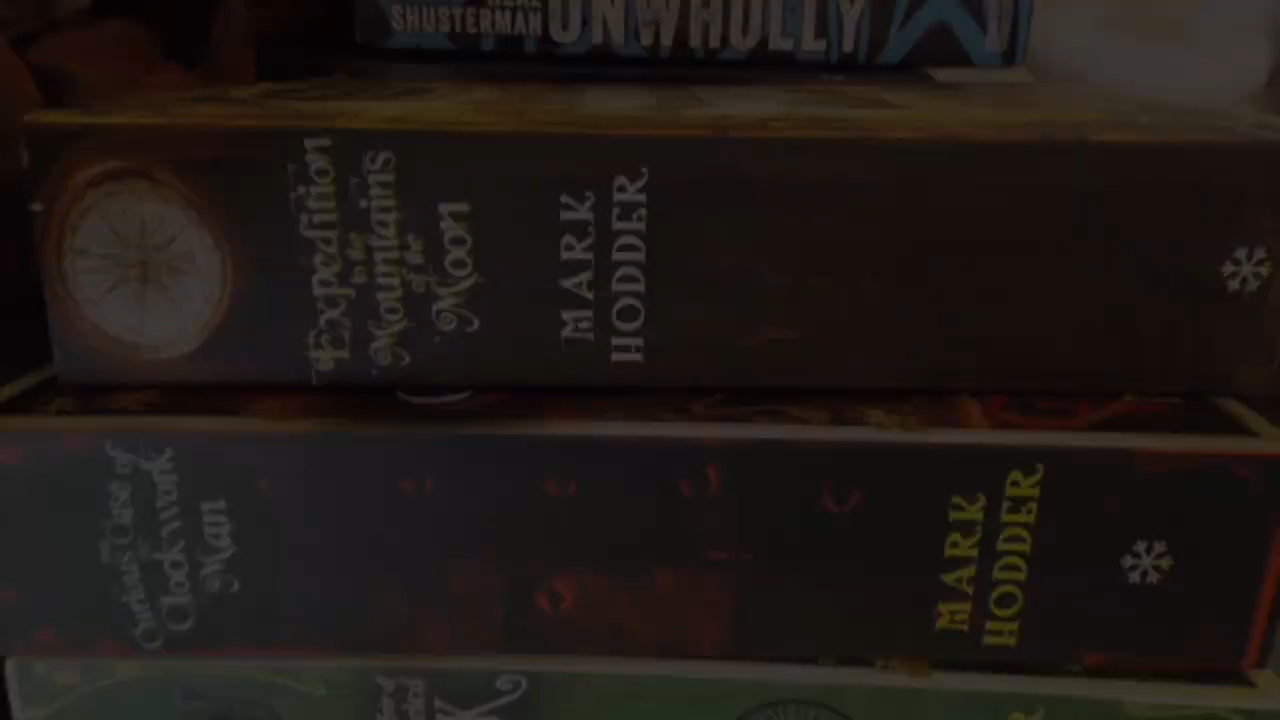 SHUSTERMAN UNWHOLLY
Expedition
to the
Mountains
of the
Moon
MARK
HODDER
Curious Case of
Clockwork
Man
MARK
HODDER